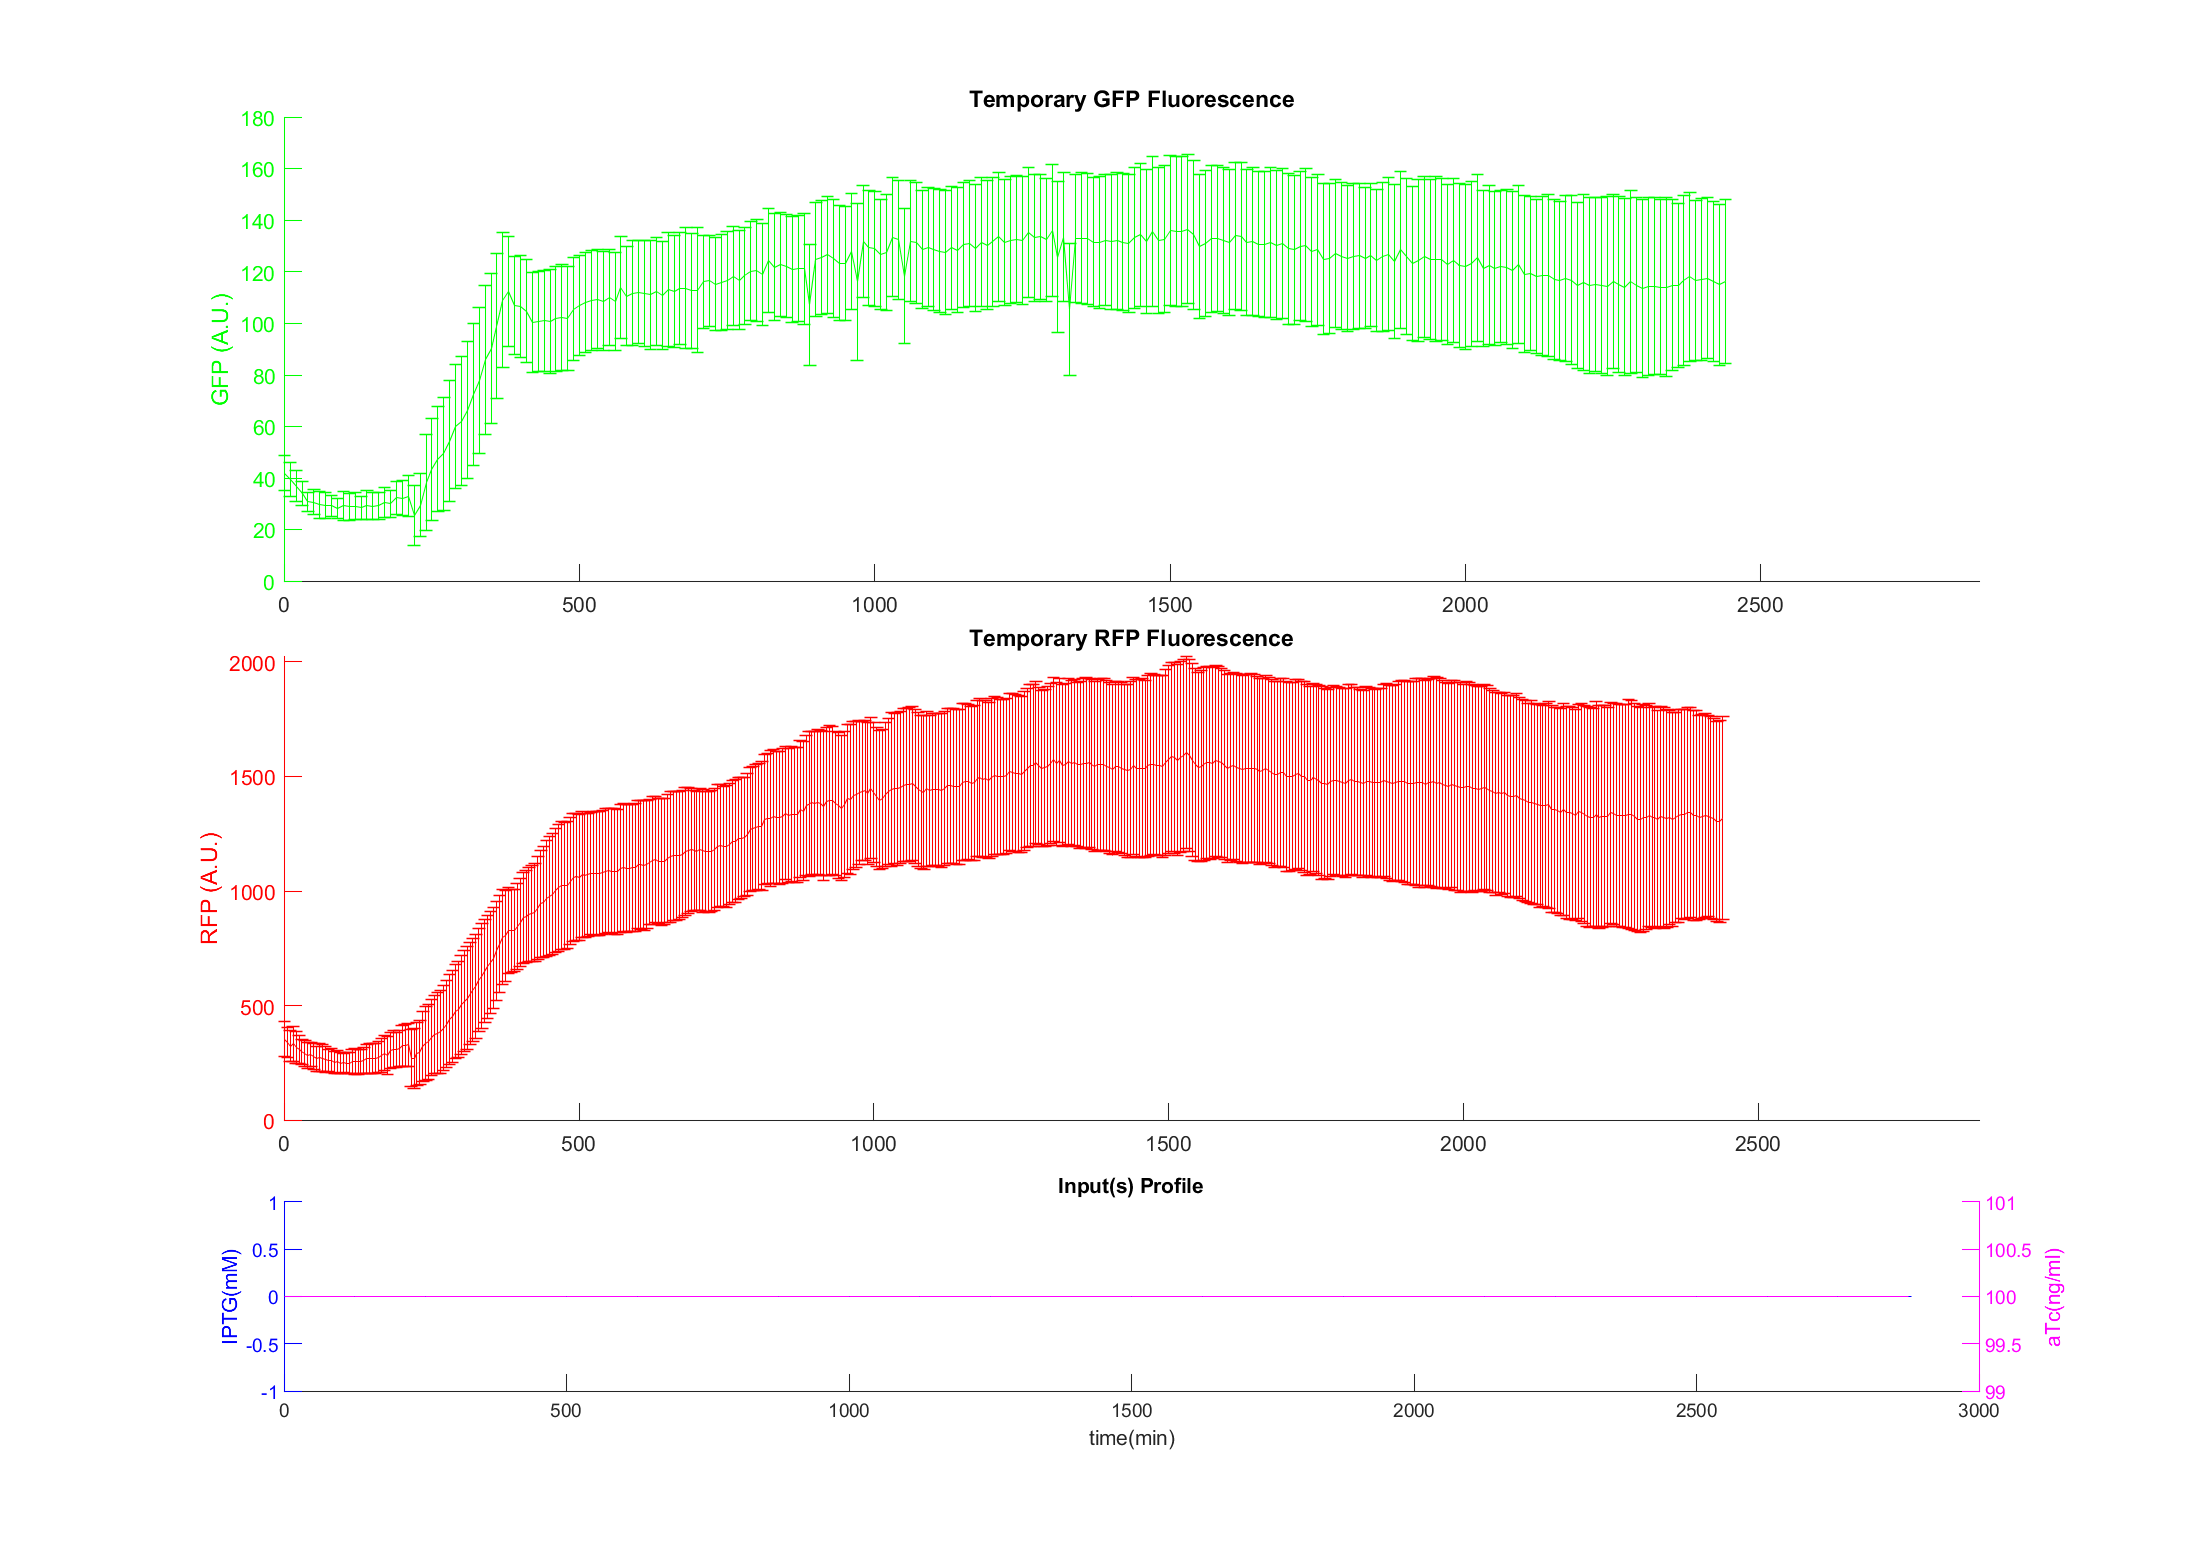 Temporary GFP Fluorescence
180
160
140
120
100
80
60
40
20
0
GFP (A.U.)
0 500 1000 1500 2000 2500
Temporary RFP Fluorescence
2000
1500
1000
500
0
RFP (A.U.)
0 500 1000 1500 2000 2500
Input(s) Profile
1
0.5
0
-0.5
-1
IPTG(mM)
101
100.5
100
99.5
99
aTc(ng/ml)
0 500 1000 1500 2000 2500 3000
time(min)